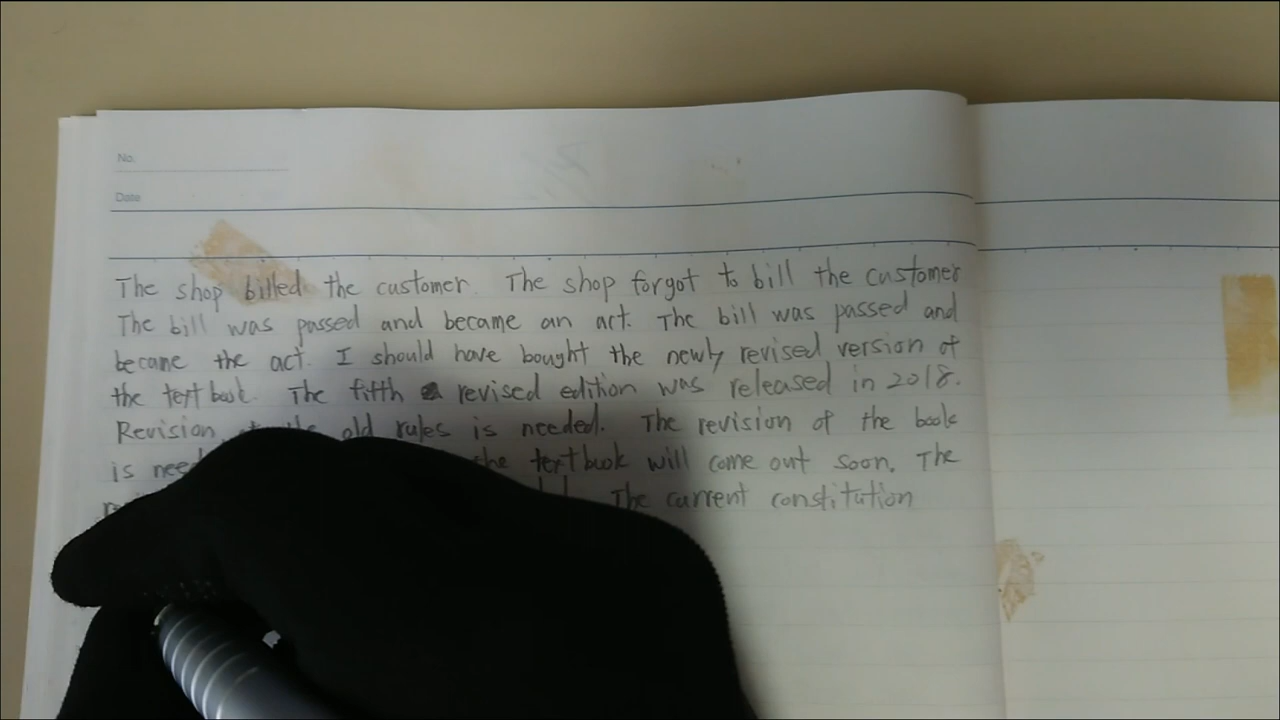 No.
Date
The shop billed the customer. The shop forgot to bill the customer
The bill was passed and became an act. The bill was passed and
became the act. I should have bought the newly revised version of
the textbook. The fifth revised edition was released in 2018.
Revision the old rules is needed. The revision of the book
is the textbook will come out soon. The
The current constitution